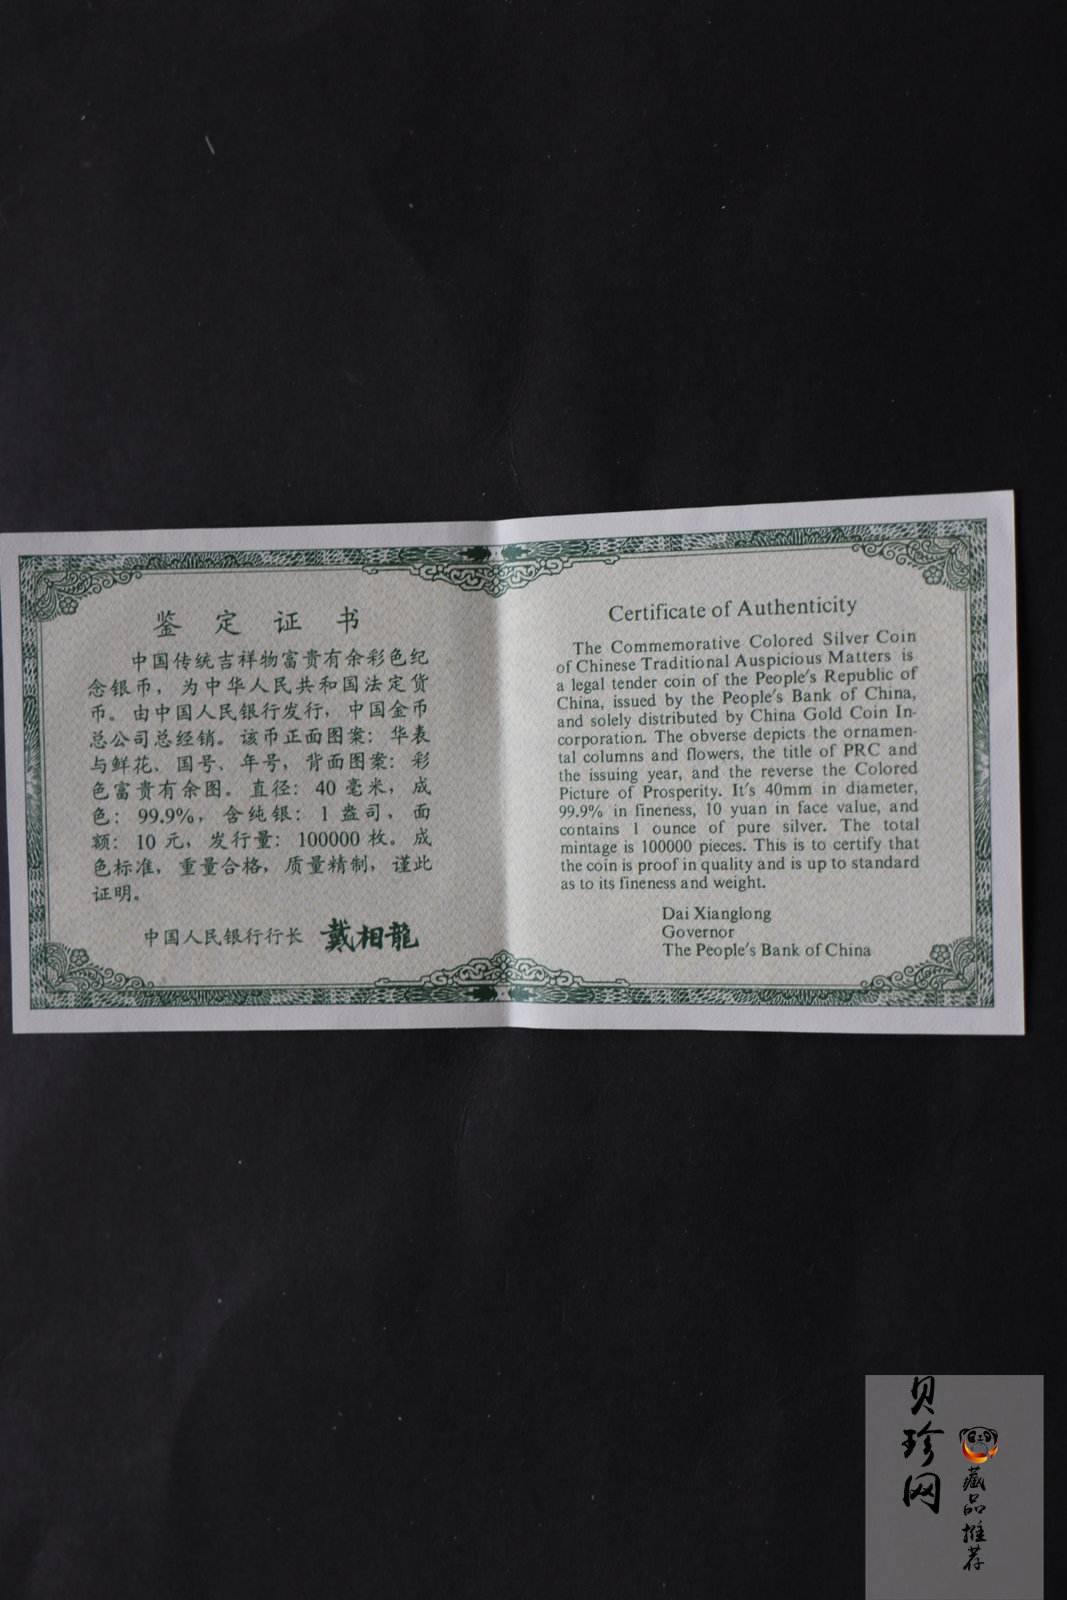 鉴定证书
中国传统吉祥物富贵有余彩色纪
念银币，为中华人民共和国法定货
币。由中国人民银行发行，中国金币
总公司总经销。该币正面图案：华表
与鲜花、国号、年号，背面图案：彩
色富贵有余图。直径：40毫米，成
色：99.9%，含纯银：1盎司，面
额：10元，发行量：100000枚。成
色标准，重量合格，质量精制，谨此
证明。
中国人民银行行长 戴相龍
Certificate of Authenticity
The Commemorative Colored Silver Coin
of Chinese Traditional Auspicious Matters is
a legal tender coin of the People's Republic of
China, issued by the People's Bank of China,
and solely distributed by China Gold Coin In-
corporation. The obverse depicts the ornamen-
tal columns and flowers, the title of PRC and
the issuing year, and the reverse the Colored
Picture of Prosperity. It's 40mm in diameter,
99.9% in fineness, 10 yuan in face value, and
contains 1 ounce of pure silver. The total
mintage is 100000 pieces. This is to certify that
the coin is proof in quality and is up to standard
as to its fineness and weight.
Dai Xianglong
Governor
The People's Bank of China
贝珍网
藏品推荐